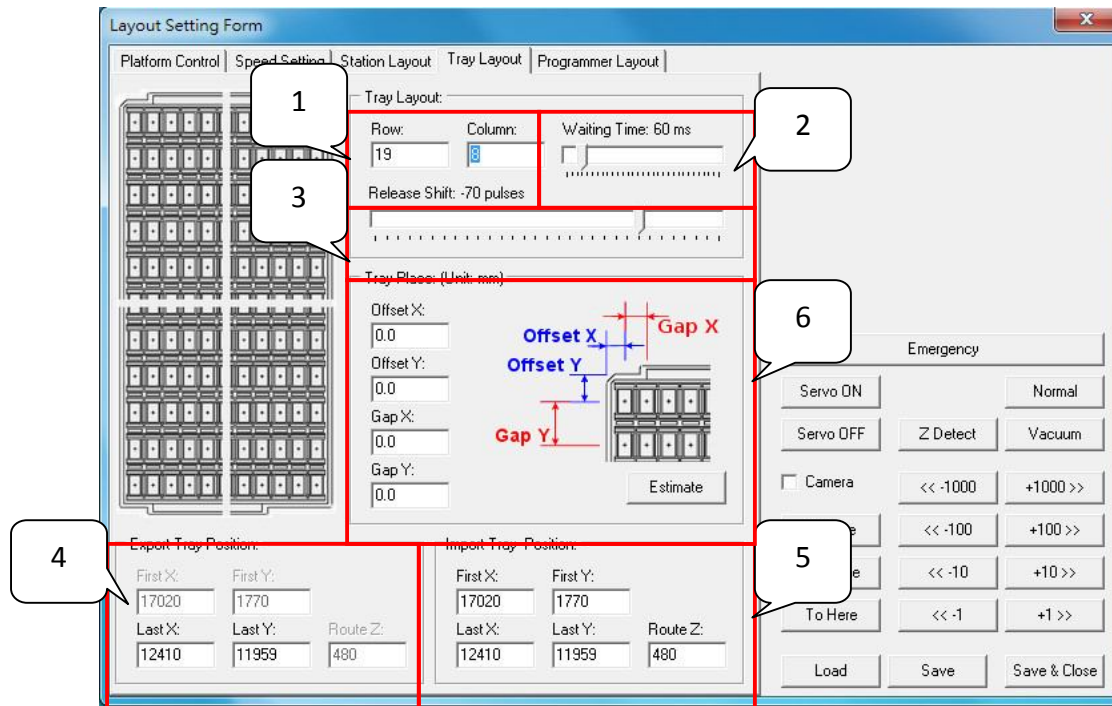 Layout Setting Form
x
Platform Control Speed Setting Station Layout Tray Layout Programmer Layout
1
2
3
4
5
6
Tray Layout:
Row: Column: Waiting Time: 60 ms
19 8
Release Shift: -70 pulses
Tray Place: (Unit: mm)
Offset X:
0.0
Offset Y:
0.0
Gap X:
0.0
Gap Y:
0.0
Gap X
Offset X
Offset Y
Gap Y
Estimate
Export Tray Position:
First X: First Y:
17020 1770
Last X: Last Y: Route Z:
12410 11959 480
Import Tray Position:
First X: First Y:
17020 1770
Last X: Last Y: Route Z:
12410 11959 480
Emergency
Servo ON Normal
Servo OFF Z Detect Vacuum
Camera << -1000 +1000 >>
<< -100 +100 >>
<< -10 +10 >>
To Here << -1 +1 >>
Load Save Save & Close